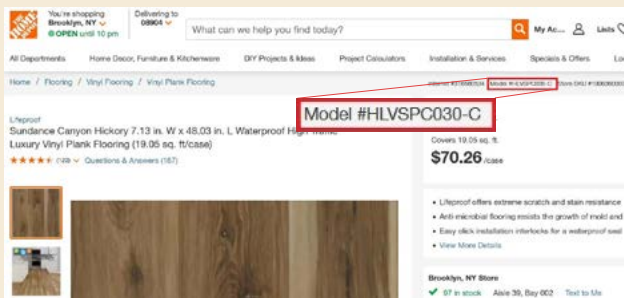 You're shopping
Brooklyn, NY
OPEN until 10 pm
Delivering to
08904
What can we help you find today?
My Ac...
Lists
All Departments
Home Decor, Furniture & Kitchenware
DIY Projects & Ideas
Project Calculators
Installation & Services
Specials & Offers
Home / Flooring / Vinyl Flooring / Vinyl Plank Flooring
Model #HLVSPC030-C
Lifeproof
Sundance Canyon Hickory 7.13 in. W x 48.03 in. L Waterproof High
Luxury Vinyl Plank Flooring (19.05 sq. ft/case)
Questions & Answers (167)
Covers 19.05 sq. ft.
$70.26 /case
• Lifeproof offers extreme scratch and stain resistance
• Anti-microbial flooring resists the growth of mold and
• Easy click installation interlocks for a waterproof seal
• View More Details
Brooklyn, NY Store
97 in stock Aisle 39, Bay 002 Text to Me